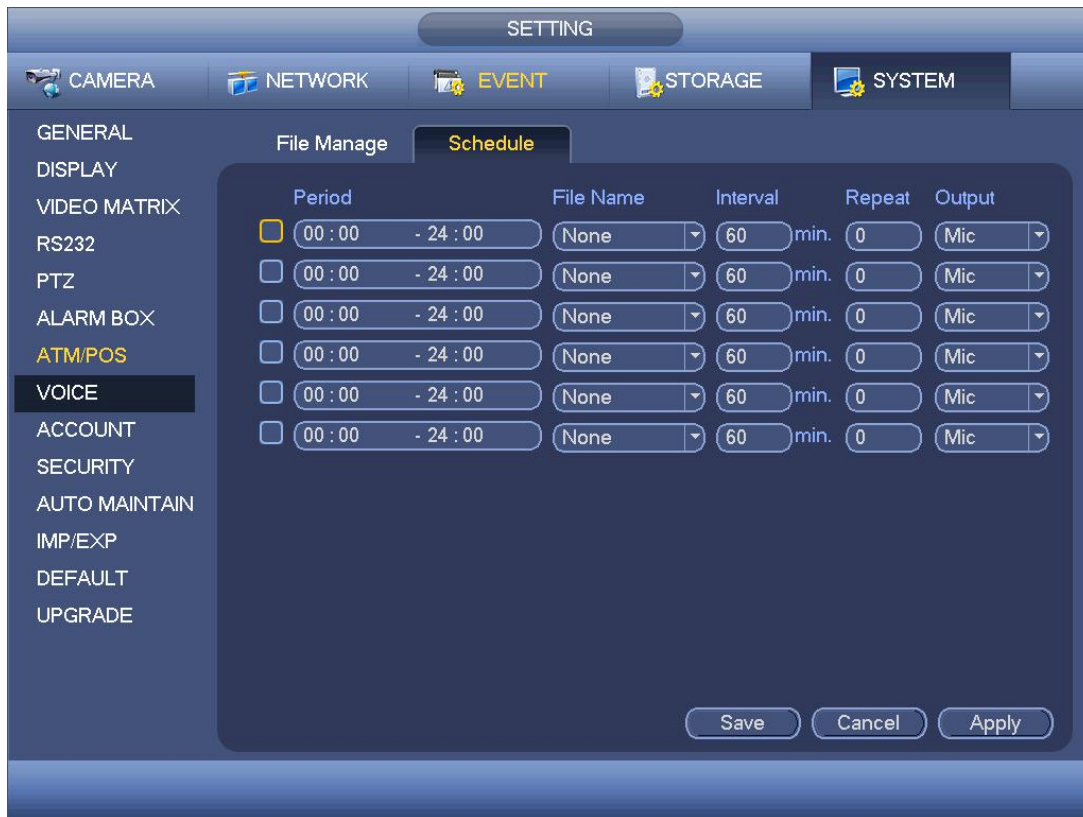 SETTING
CAMERA NETWORK EVENT STORAGE SYSTEM
GENERAL
DISPLAY
VIDEO MATRIX
RS232
PTZ
ALARM BOX
ATM/POS
VOICE
ACCOUNT
SECURITY
AUTO MAINTAIN
IMP/EXP
DEFAULT
UPGRADE
File Manage Schedule
Period File Name Interval Repeat Output
00 : 00 - 24 : 00 None 60 min. 0 Mic
00 : 00 - 24 : 00 None 60 min. 0 Mic
00 : 00 - 24 : 00 None 60 min. 0 Mic
00 : 00 - 24 : 00 None 60 min. 0 Mic
00 : 00 - 24 : 00 None 60 min. 0 Mic
00 : 00 - 24 : 00 None 60 min. 0 Mic
Save Cancel Apply